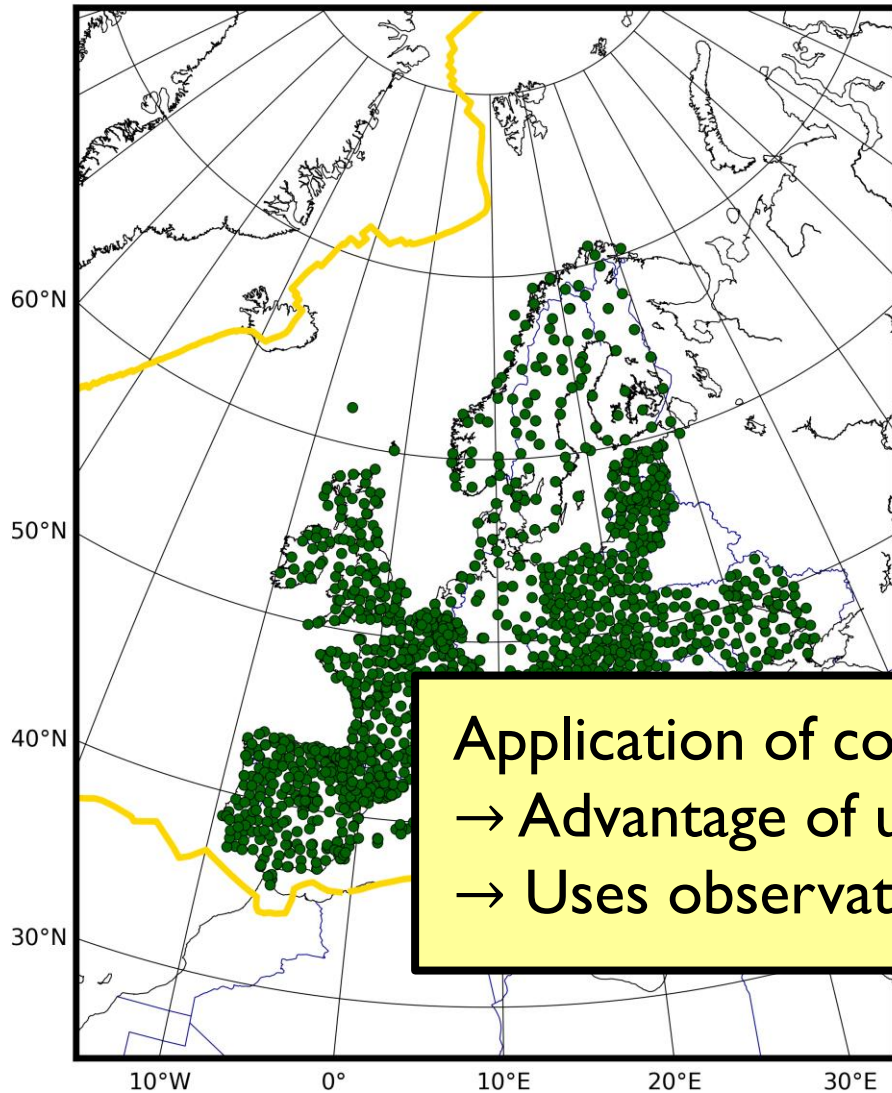 60°N
50°N
40°N
30°N
Application of co
→ Advantage of u
→ Uses observat
10°W 0° 10°E 20°E 30°E